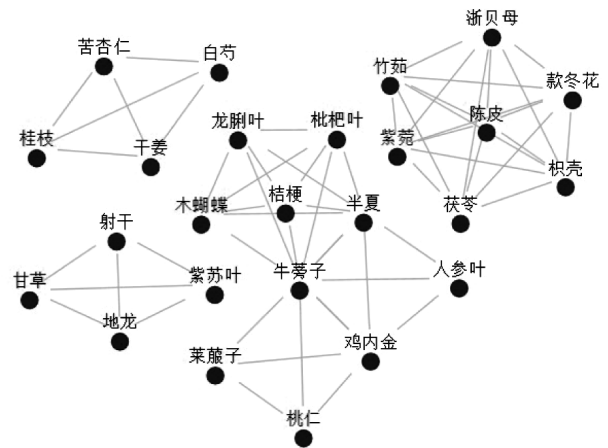 浙贝母
苦杏仁
白芍
竹茹
款冬花
龙脷叶
枇杷叶
陈皮
紫菀
桂枝
干姜
枳壳
木蝴蝶
桔梗
半夏
茯苓
射干
紫苏叶
牛蒡子
人参叶
甘草
地龙
莱菔子
鸡内金
桃仁